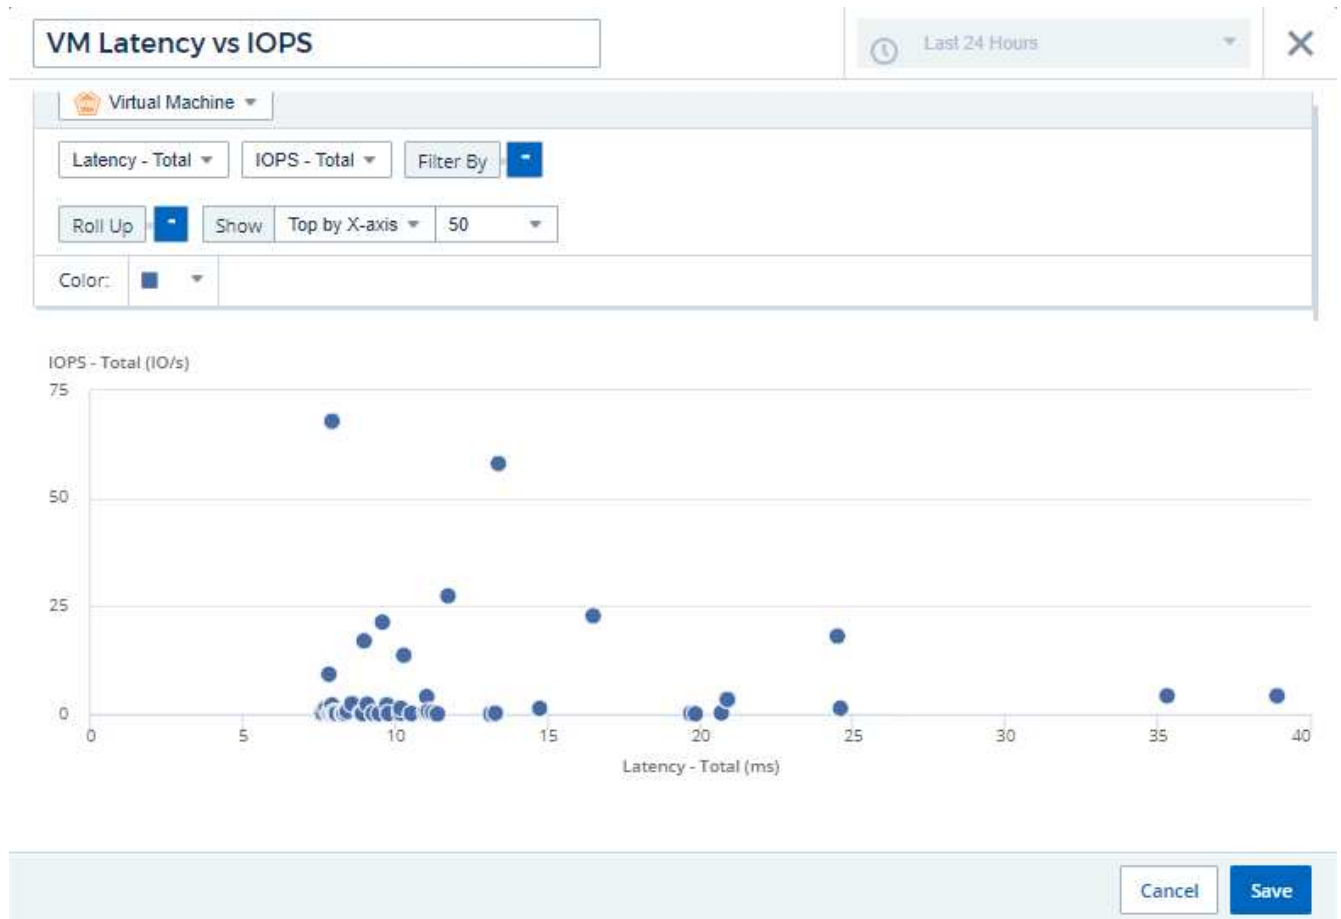 VM Latency vs IOPS
Last 24 Hours
Virtual Machine
Latency - Total IOPS - Total Filter By -
Roll Up - Show Top by X-axis 50
Color:
IOPS - Total (IO/s)
75
50
25
0
0 5 10 15 20 25 30 35 40
Latency - Total (ms)
Cancel Save